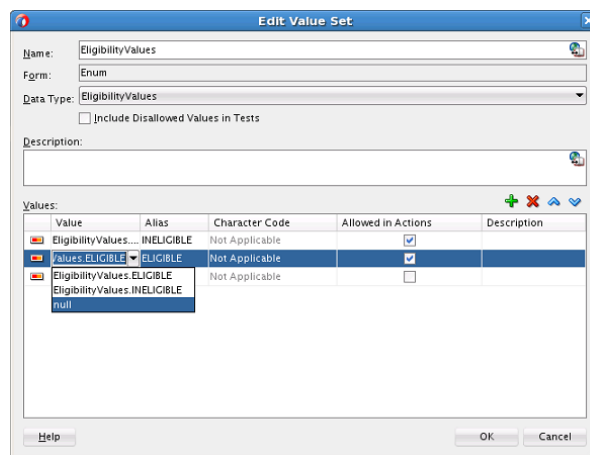 Edit Value Set
Name: EligibilityValues
Form: Enum
Data Type: EligibilityValues
Include Disallowed Values in Tests
Description:
Values:
Value Alias Character Code Allowed in Actions Description
EligibilityValues.... INELIGIBLE Not Applicable
/alues.ELIGIBLE ELIGIBLE Not Applicable
EligibilityValues.ELIGIBLE Not Applicable
EligibilityValues.INELIGIBLE
null
Help OK Cancel